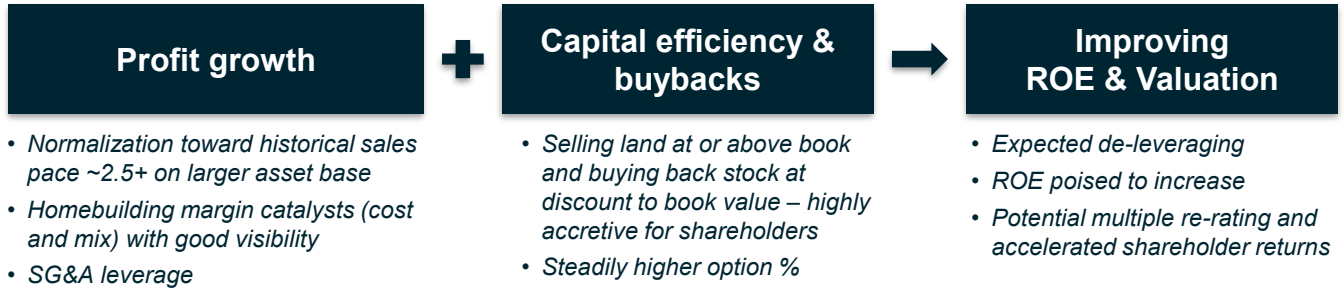 Profit growth
• Normalization toward historical sales
pace ~2.5+ on larger asset base
• Homebuilding margin catalysts (cost
and mix) with good visibility
• SG&A leverage
Capital efficiency &
buybacks
• Selling land at or above book
and buying back stock at
discount to book value – highly
accretive for shareholders
• Steadily higher option %
Improving
ROE & Valuation
• Expected de-leveraging
• ROE poised to increase
• Potential multiple re-rating and
accelerated shareholder returns